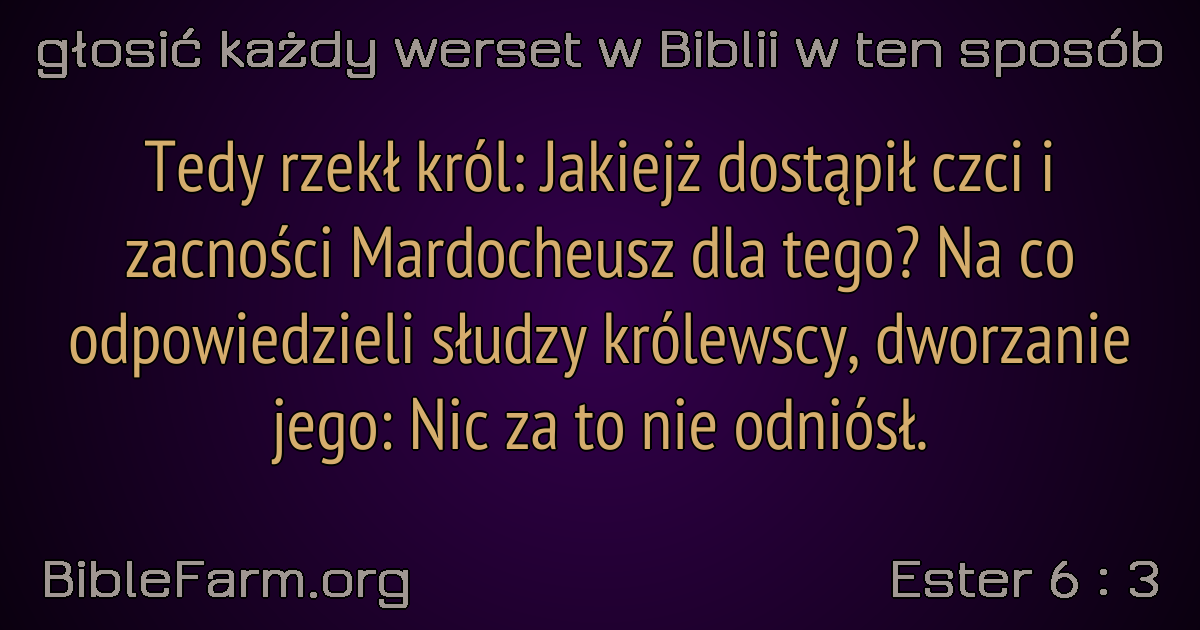 głosić każdy werset w Biblii w ten sposób
Tedy rzekł król: Jakiejż dostąpił czci i
zacności Mardocheusz dla tego? Na co
odpowiedzieli słudzy królewscy, dworzanie
jego: Nic za to nie odniósł.
BibleFarm.org
Ester 6 : 3